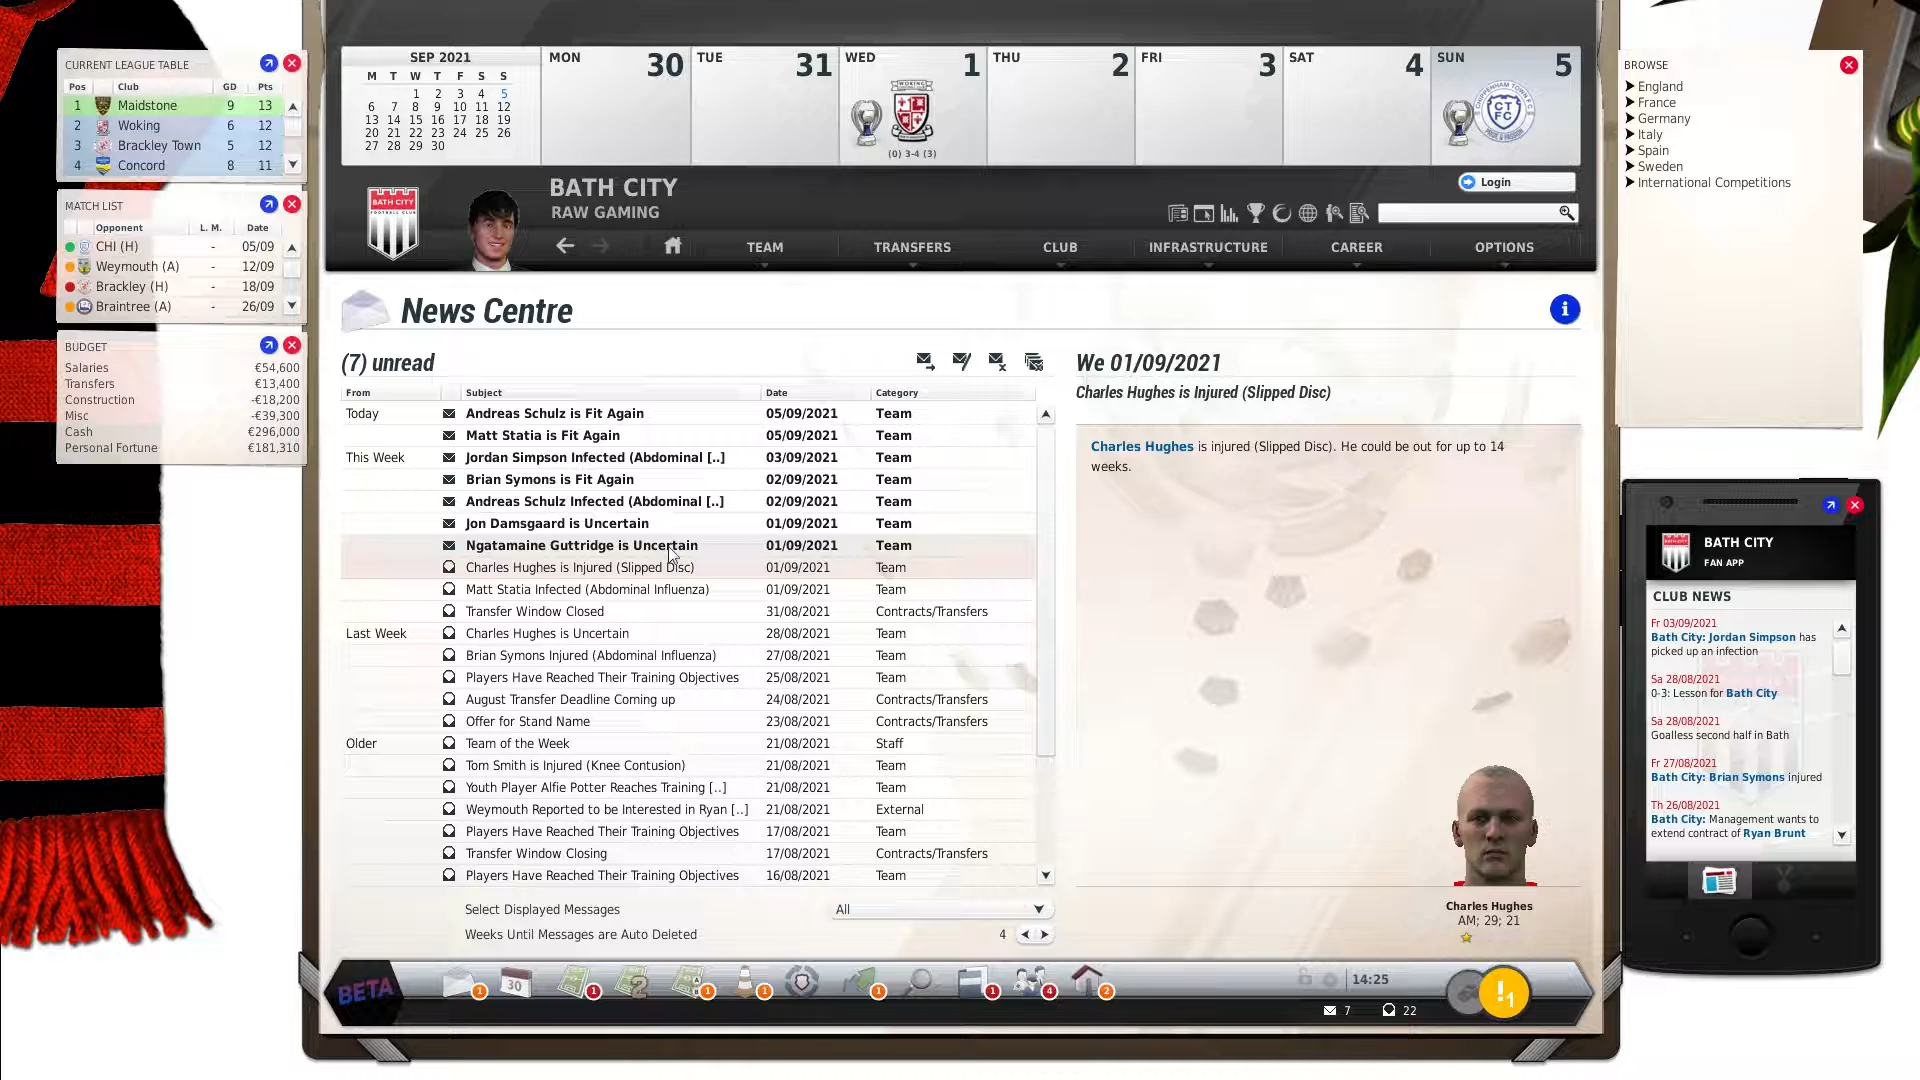 CURRENT LEAGUE TABLE
Pos Club GD Pts
1 Maidstone 9 13
2 Woking 6 12
3 Brackley Town 5 12
4 Concord 8 11
MATCH LIST
Opponent L. M. Date
CHI (H) - 05/09
Weymouth (A) - 12/09
Brackley (H) - 18/09
Braintree (A) - 26/09
BUDGET
Salaries €54,600
Transfers €13,400
Construction -€18,200
Misc -€39,300
Cash €296,000
Personal Fortune €181,310
SEP 2021
M T W T F S S
1 2 3 4 5
6 7 8 9 10 11 12
13 14 15 16 17 18 19
20 21 22 23 24 25 26
27 28 29 30
MON 30 TUE 31 WED 1 THU 2 FRI 3 SAT 4 SUN 5
(0) 3-4 (3)
CT
FC
BATH CITY
FOOTBALL CLUB
BATH CITY
RAW GAMING
Login
TEAM TRANSFERS CLUB INFRASTRUCTURE CAREER OPTIONS
News Centre
i
(7) unread
From Subject Date Category
Today Andreas Schulz is Fit Again 05/09/2021 Team
Matt Statia is Fit Again 05/09/2021 Team
This Week Jordan Simpson Infected (Abdominal [..] 03/09/2021 Team
Brian Symons is Fit Again 02/09/2021 Team
Andreas Schulz Infected (Abdominal [..] 02/09/2021 Team
Jon Damsgaard is Uncertain 01/09/2021 Team
Ngatamaine Guttridge is Uncertain 01/09/2021 Team
Charles Hughes is Injured (Slipped Disc) 01/09/2021 Team
Matt Statia Infected (Abdominal Influenza) 01/09/2021 Team
Transfer Window Closed 31/08/2021 Contracts/Transfers
Last Week Charles Hughes is Uncertain 28/08/2021 Team
Brian Symons Injured (Abdominal Influenza) 27/08/2021 Team
Players Have Reached Their Training Objectives 25/08/2021 Team
August Transfer Deadline Coming up 24/08/2021 Contracts/Transfers
Offer for Stand Name 23/08/2021 Contracts/Transfers
Older Team of the Week 21/08/2021 Staff
Tom Smith is Injured (Knee Contusion) 21/08/2021 Team
Youth Player Alfie Potter Reaches Training [..] 21/08/2021 Team
Weymouth Reported to be Interested in Ryan [..] 21/08/2021 External
Players Have Reached Their Training Objectives 17/08/2021 Team
Transfer Window Closing 17/08/2021 Contracts/Transfers
Players Have Reached Their Training Objectives 16/08/2021 Team
Select Displayed Messages All
Weeks Until Messages are Auto Deleted 4
We 01/09/2021
Charles Hughes is Injured (Slipped Disc)
Charles Hughes is injured (Slipped Disc). He could be out for up to 14
weeks.
Charles Hughes
AM; 29; 21
BROWSE
England
France
Germany
Italy
Spain
Sweden
International Competitions
BATH CITY
FAN APP
CLUB NEWS
Fr 03/09/2021
Bath City: Jordan Simpson has
picked up an infection
Sa 28/08/2021
0-3: Lesson for Bath City
Sa 28/08/2021
Goalless second half in Bath
Fr 27/08/2021
Bath City: Brian Symons injured
Th 26/08/2021
Bath City: Management wants to
extend contract of Ryan Brunt
BETA
1 30 1 2 1 1 1 1 4 2
14:25
!1
7 22